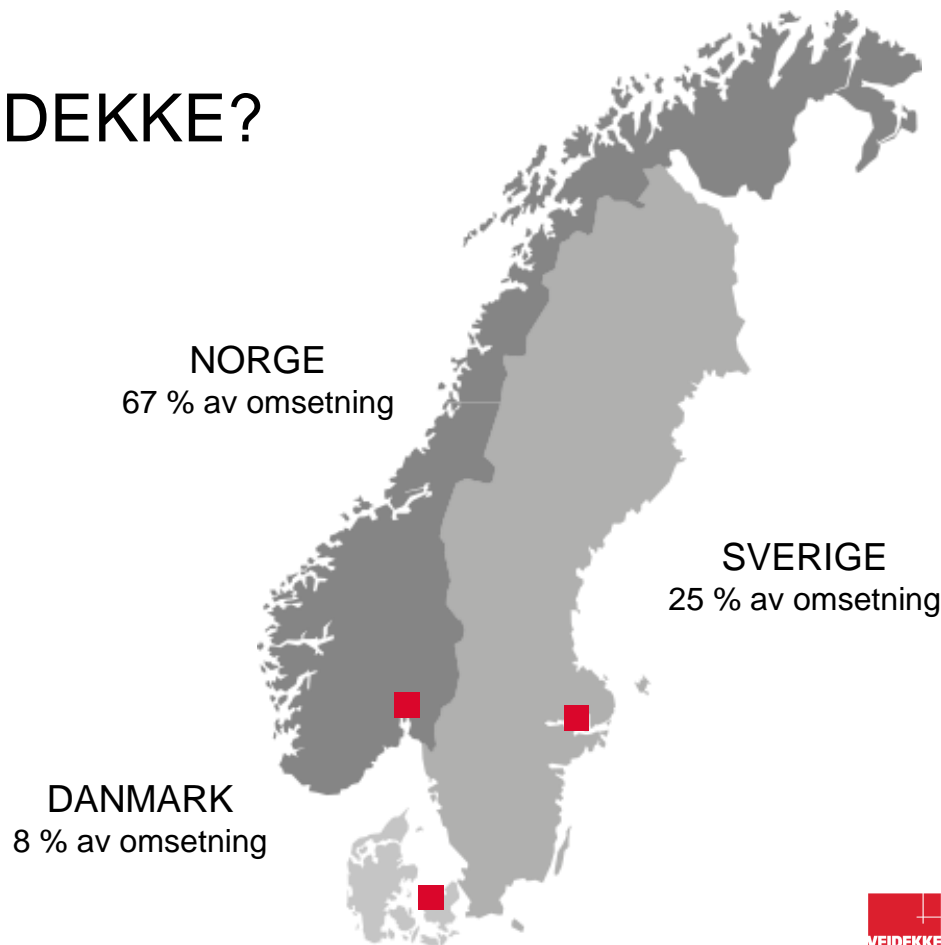 DEKKE?
NORGE
67 % av omsetning
SVERIGE
25 % av omsetning
DANMARK
8 % av omsetning
VEIDEKKE